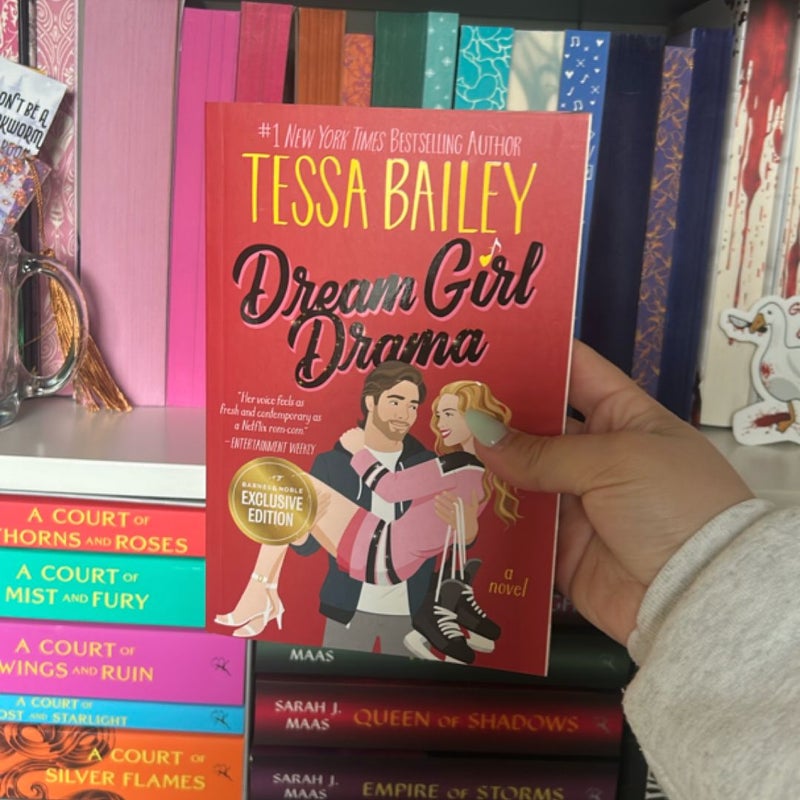 ON'T BE A
#1 NEW YORK TIMES BESTSELLING AUTHOR
TESSA BAILEY
Dream Girl
Drama
"Her voice feels as
fresh and contemporary as
a Netflix rom-com."
—ENTERTAINMENT WEEKLY
BARNES & NOBLE
EXCLUSIVE
EDITION
a
novel
A COURT OF
THORNS AND ROSES
A COURT OF
MIST AND FURY
A COURT OF
WINGS AND RUIN
A COURT OF
OST AND STARLIGHT
A COURT OF
SILVER FLAMES
MAAS
SARAH J.
MAAS
QUEEN OF SHADOWS
SARAH J.
MAAS
EMPIRE OF STORMS